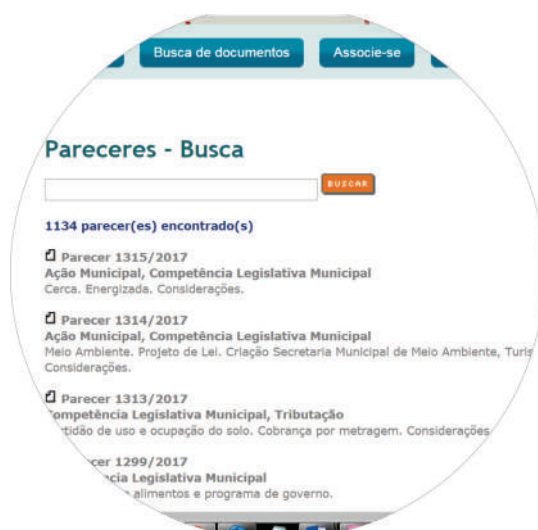 Busca de documentos
Associe-se
Pareceres - Busca
BUSCAR
1134 parecer(es) encontrado(s)
Parecer 1315/2017
Ação Municipal, Competência Legislativa Municipal
Cerca. Energizada. Considerações.
Parecer 1314/2017
Ação Municipal, Competência Legislativa Municipal
Meio Ambiente. Projeto de Lei. Criação Secretaria Municipal de Meio Ambiente,
Considerações.
Parecer 1313/2017
Competência Legislativa Municipal, Tributação
de uso e ocupação do solo. Cobrança por metragem. Considerações
1299/2017
Legislativa Municipal
alimentos e programa de governo.